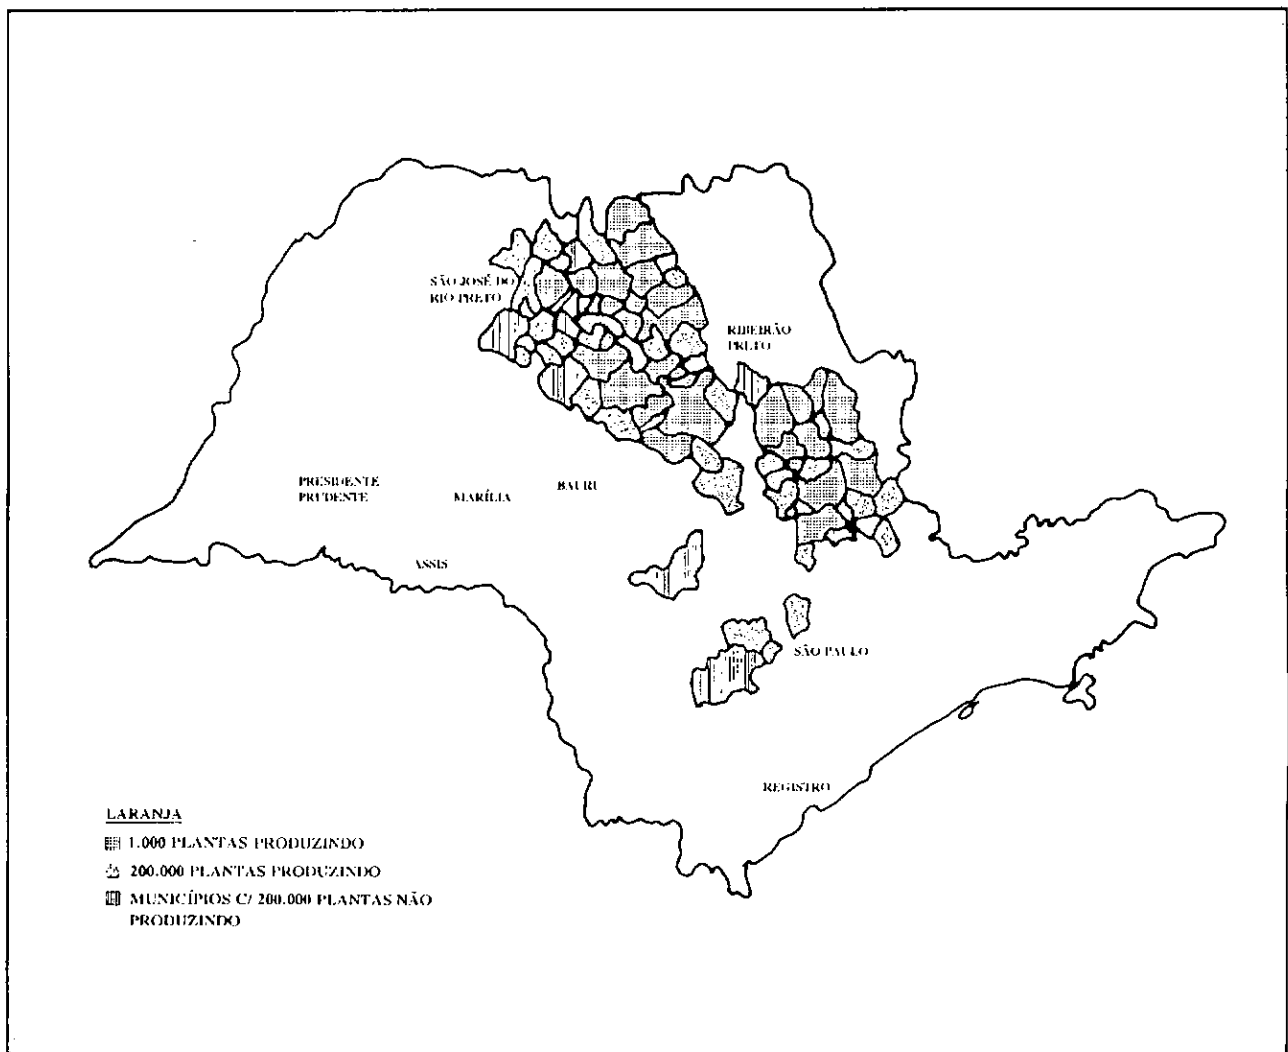 SÃO JOSÉ DO
RIO PRETO
RIBEIRÃO
PRETO
PRESIDENTE
PRUDENTE
MARÍLIA
BAURU
ASSIS
SÃO PAULO
REGISTRO
LARANJA
1.000 PLANTAS PRODUZINDO
200.000 PLANTAS PRODUZINDO
MUNICÍPIOS C/ 200.000 PLANTAS NÃO
PRODUZINDO